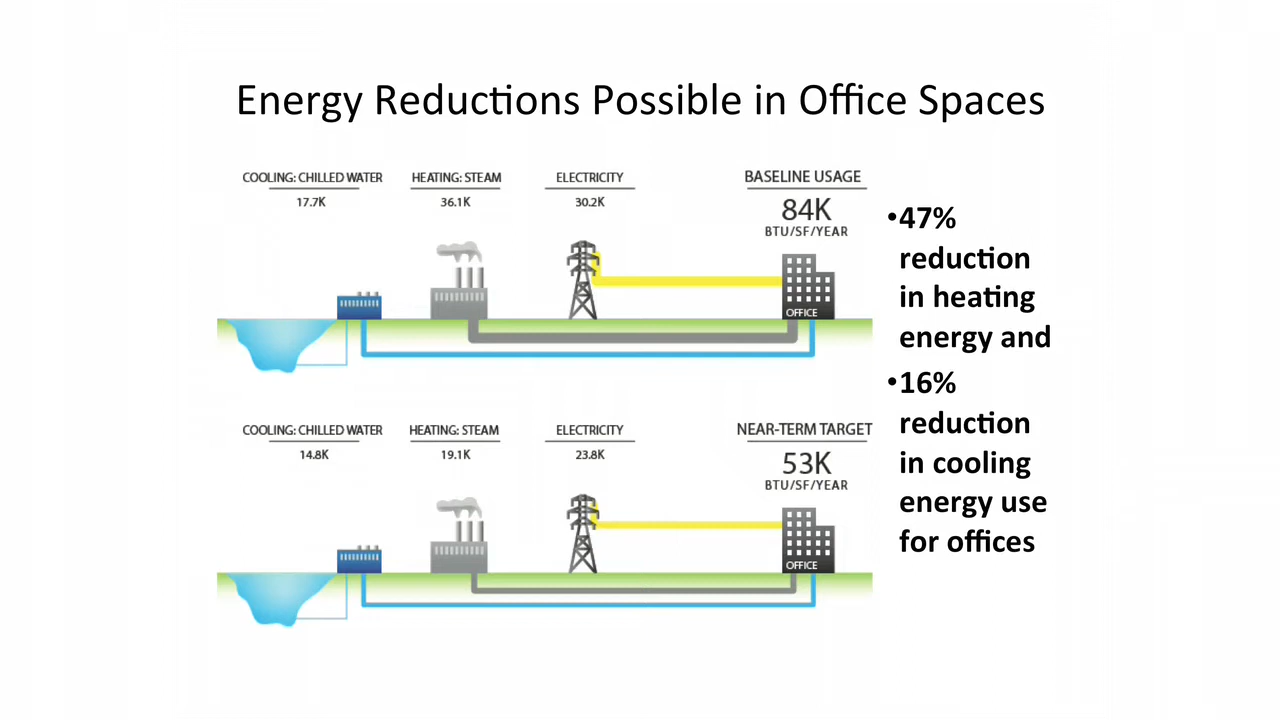 Energy Reductions Possible in Office Spaces
COOLING: CHILLED WATER
17.7K
HEATING: STEAM
36.1K
ELECTRICITY
30.2K
BASELINE USAGE
84K
BTU/SF/YEAR
OFFICE
COOLING: CHILLED WATER
14.8K
HEATING: STEAM
19.1K
ELECTRICITY
23.8K
NEAR-TERM TARGET
53K
BTU/SF/YEAR
OFFICE
•47%
reduction
in heating
energy and
•16%
reduction
in cooling
energy use
for offices